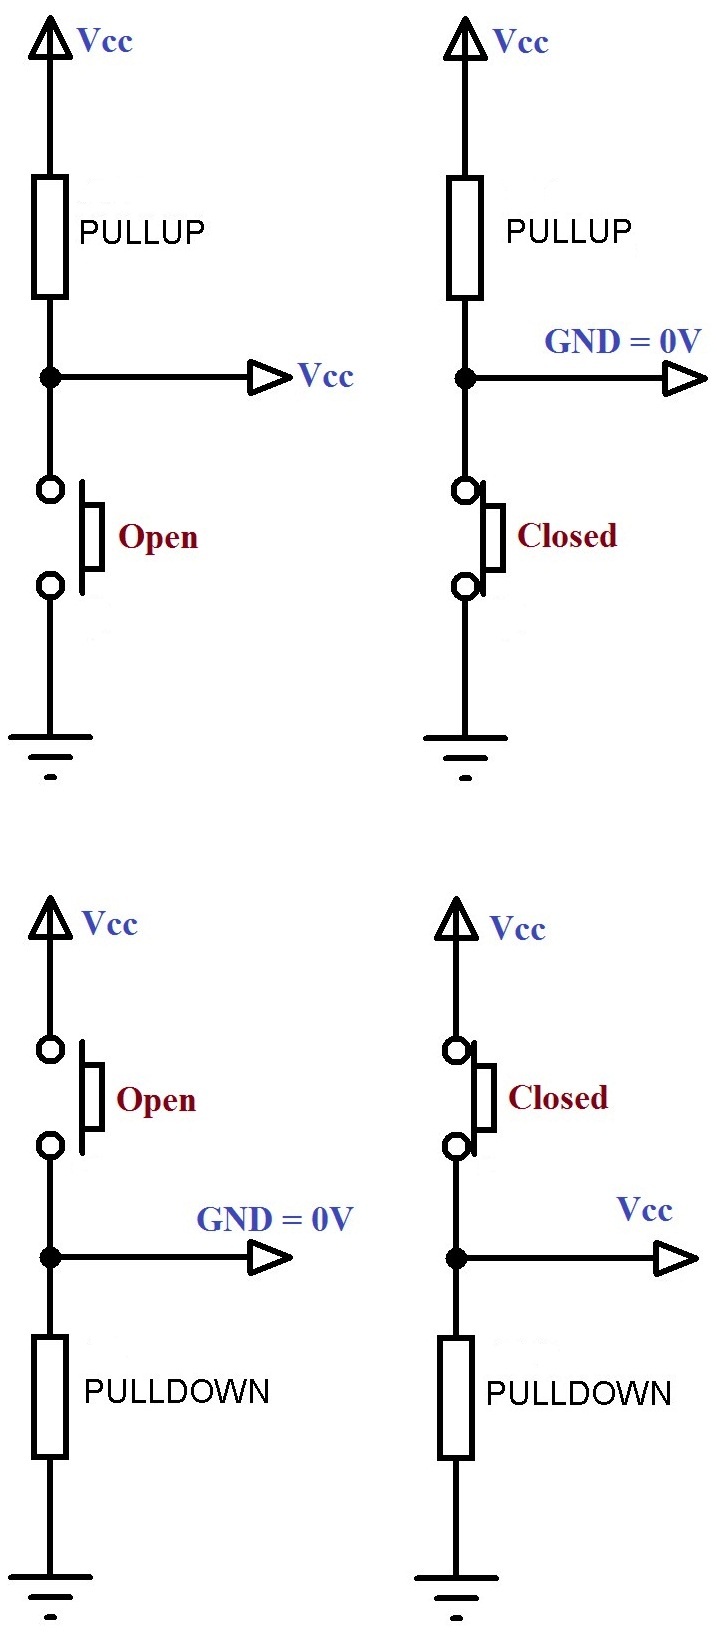 Vcc
Vcc
PULLUP
PULLUP
GND = 0V
Vcc
Open
Closed
Vcc
Vcc
Open
Closed
GND = 0V
Vcc
PULLDOWN
PULLDOWN